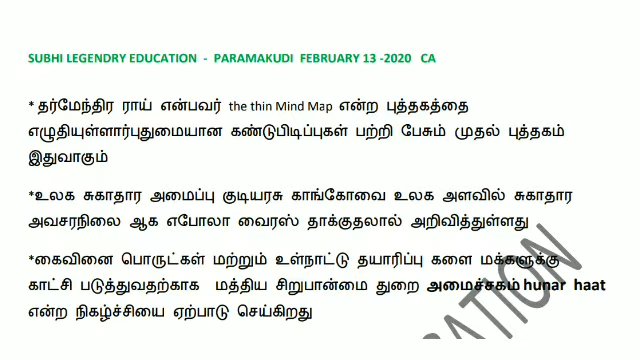 SUBHI LEGENDRY EDUCATION - PARAMAKUDI FEBRUARY 13 -2020 CA
* தர்மேந்திர ராய் என்பவர் the thin Mind Map என்ற புத்தகத்தை
எழுதியுள்ளார்புதுமையான கண்டுபிடிப்புகள் பற்றி பேசும் முதல் புத்தகம்
இதுவாகும்
*உலக சுகாதார அமைப்பு குடியரசு காங்கோவை உலக அளவில் சுகாதார
அவசரநிலை ஆக எபோலா வைரஸ் தாக்குதலால் அறிவித்துள்ளது
*கைவினை பொருட்கள் மற்றும் உள்நாட்டு தயாரிப்பு களை மக்களுக்கு
காட்சி படுத்துவதற்காக மத்திய சிறுபான்மை துறை அமைச்சகம் hunar haat
என்ற நிகழ்ச்சியை ஏற்பாடு செய்கிறது